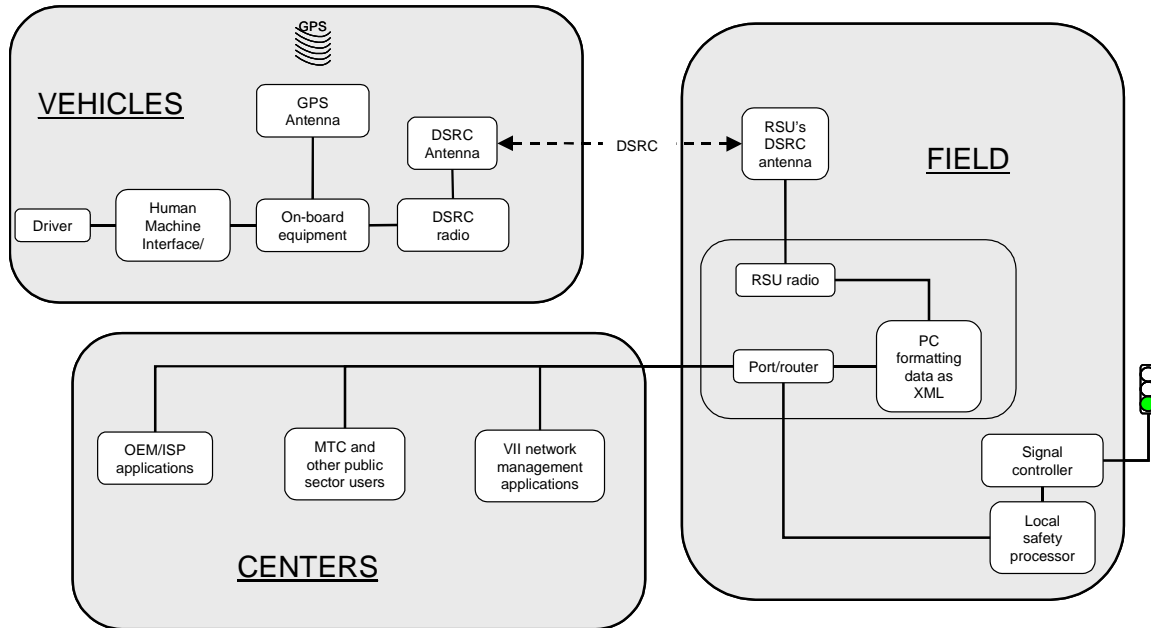 GPS
VEHICLES
GPS
Antenna
DSRC
Antenna
Driver
Human
Machine
Interface/
On-board
equipment
DSRC
radio
DSRC
RSU's
DSRC
antenna
FIELD
RSU radio
Port/router
PC
formatting
data as
XML
Signal
controller
Local
safety
processor
OEM/ISP
applications
MTC and
other public
sector users
VII network
management
applications
CENTERS